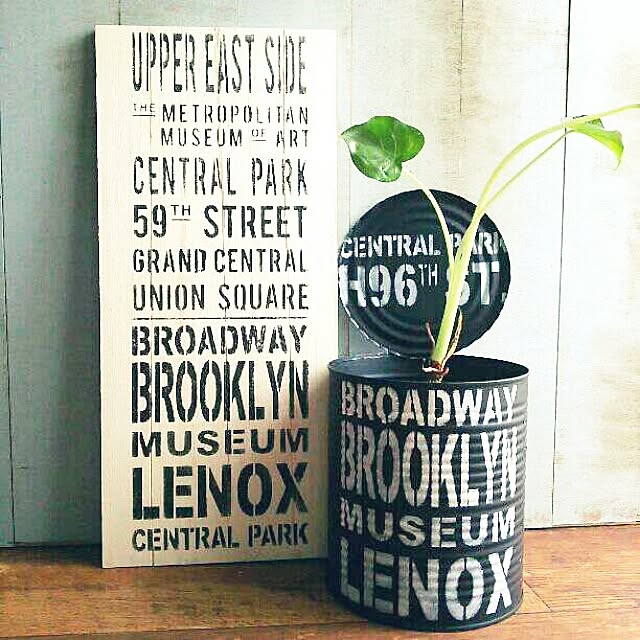 UPPER EAST SIDE
THE METROPOLITAN
MUSEUM OF ART
CENTRAL PARK
59TH STREET
GRAND CENTRAL
UNION SQUARE
BROADWAY
BROOKLYN
MUSEUM
LENOX
CENTRAL PARK
CENTRAL PARK
H96TH ST.
BROADWAY
BROOKLYN
MUSEUM
LENOX